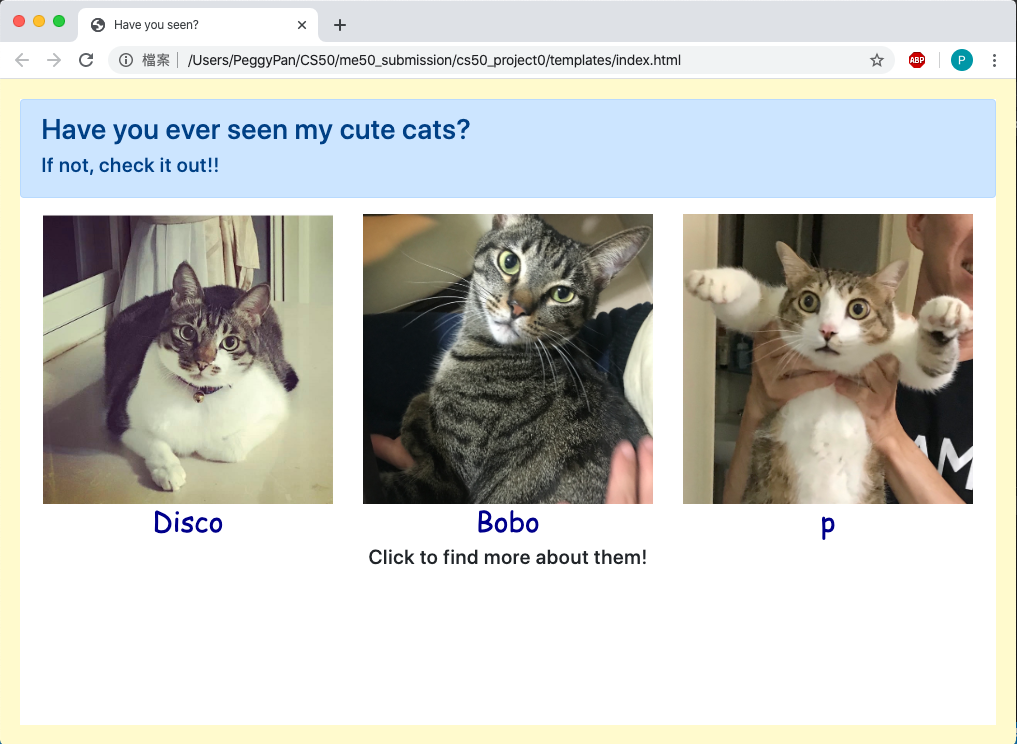 Have you seen?
檔案
/Users/PeggyPan/CS50/me50_submission/cs50_project0/templates/index.html
ABP
P
Have you ever seen my cute cats?
If not, check it out!!
AM
Disco
Bobo
p
Click to find more about them!